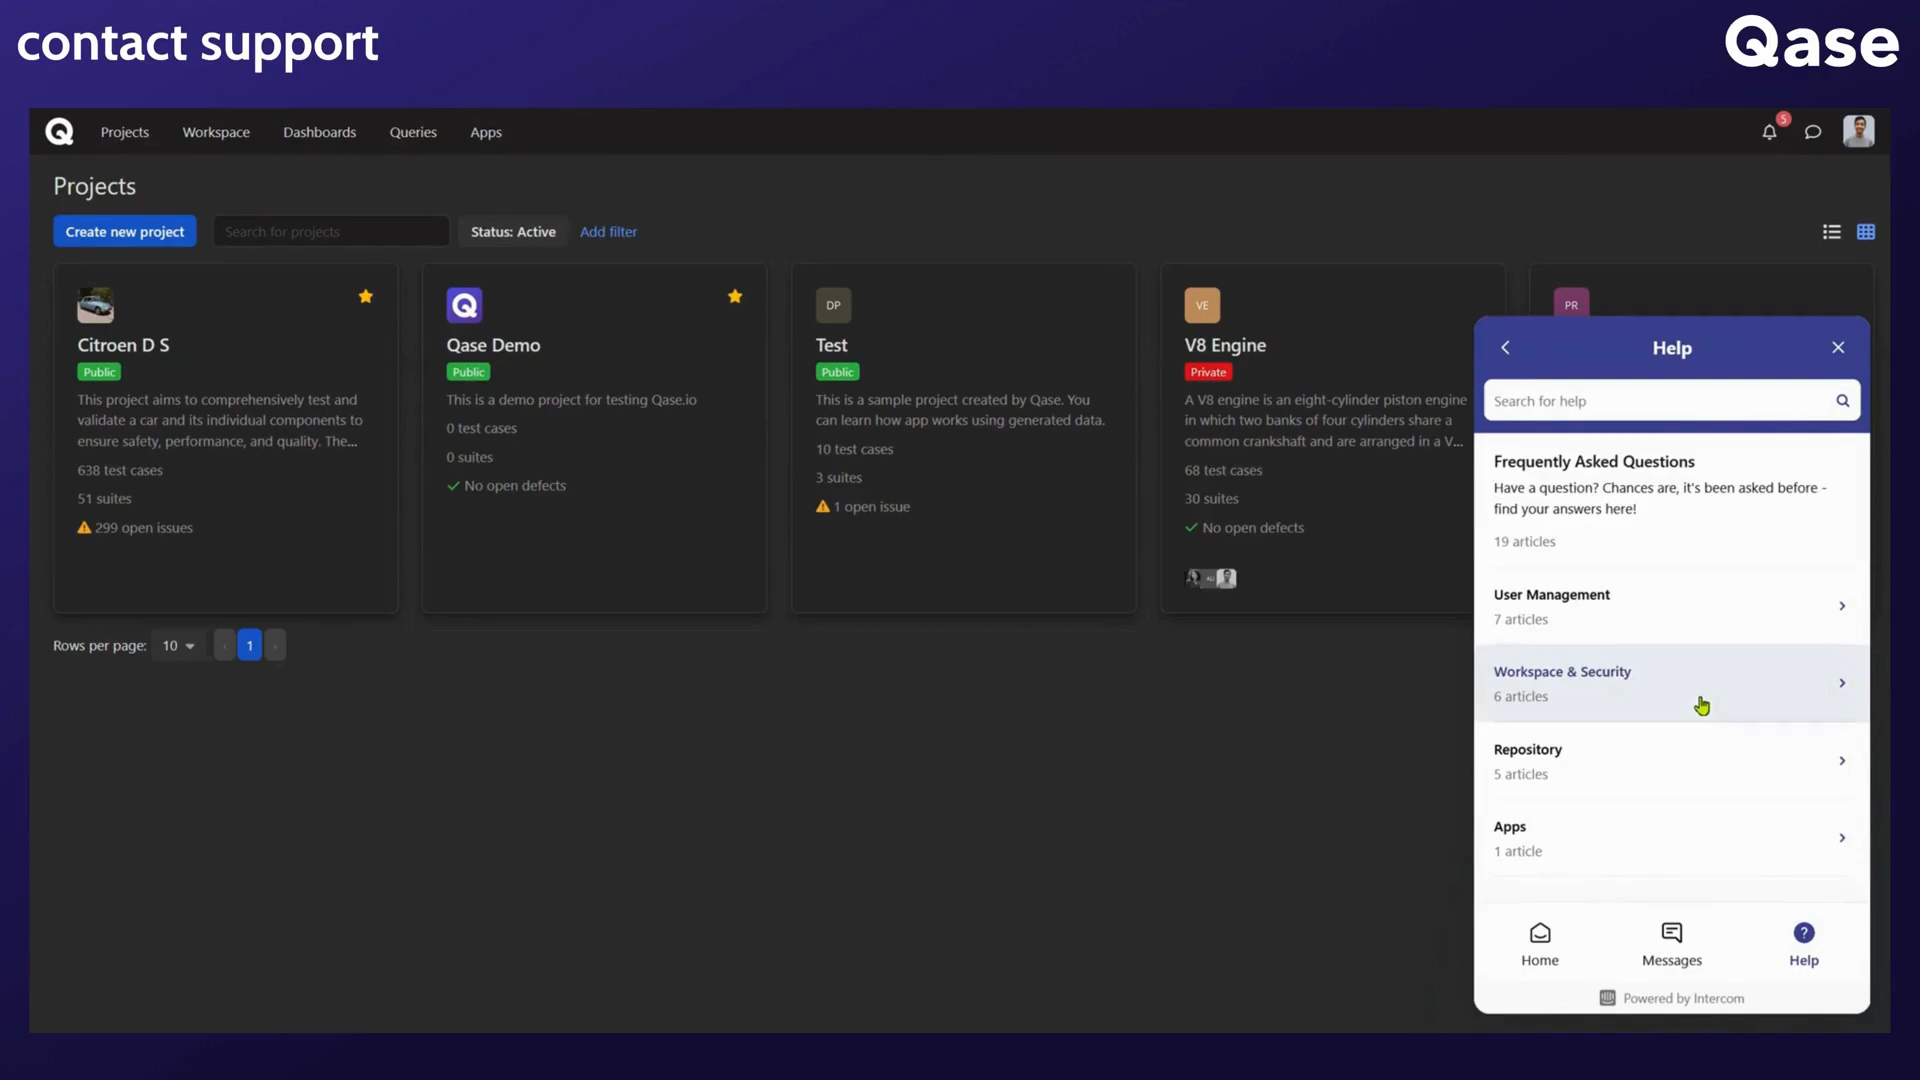 contact support
Qase
Projects
Workspace
Dashboards
Queries
Apps
5
Projects
Create new project
Search for projects
Status: Active
Add filter
Citroen D S
Public
This project aims to comprehensively test and
validate a car and its individual components to
ensure safety, performance, and quality. The...
638 test cases
51 suites
299 open issues
Qase Demo
Public
This is a demo project for testing Qase.io
0 test cases
0 suites
No open defects
DP
Test
Public
This is a sample project created by Qase. You
can learn how app works using generated data.
10 test cases
3 suites
1 open issue
VE
V8 Engine
Private
A V8 engine is an eight-cylinder piston engine
in which two banks of four cylinders share a
common crankshaft and are arranged in a V...
68 test cases
30 suites
No open defects
PR
Rows per page:
10
1
Help
Search for help
Frequently Asked Questions
Have a question? Chances are, it's been asked before -
find your answers here!
19 articles
User Management
7 articles
Workspace & Security
6 articles
Repository
5 articles
Apps
1 article
Home
Messages
Help
Powered by Intercom